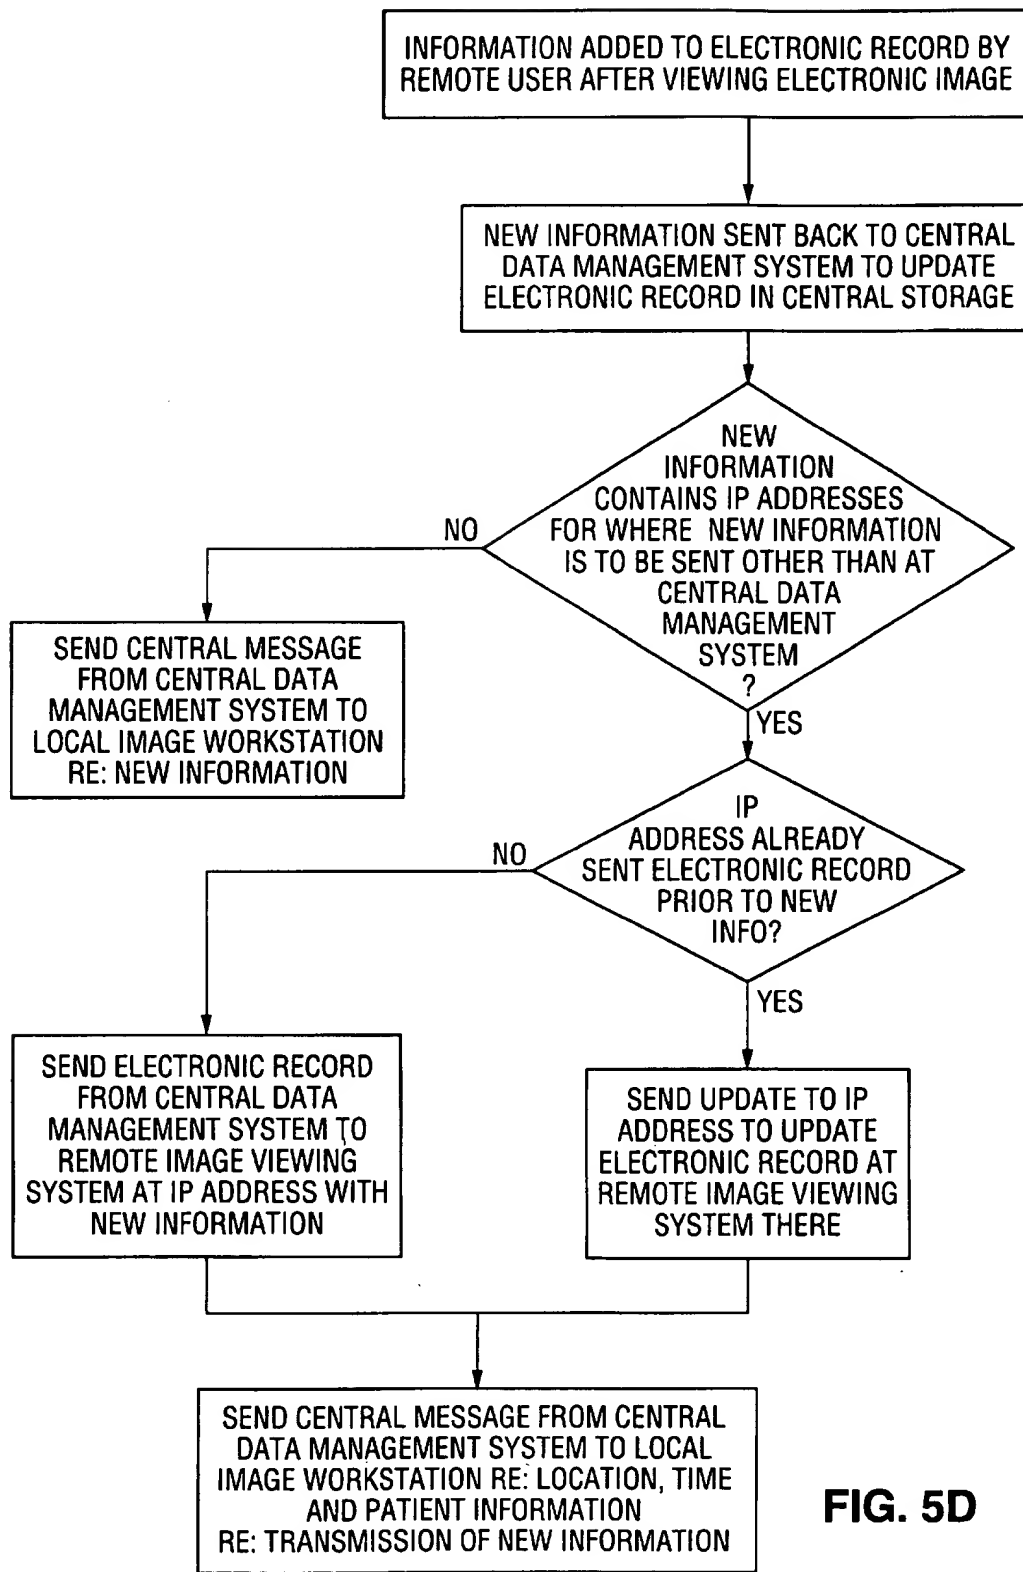 INFORMATION ADDED TO ELECTRONIC RECORD BY
REMOTE USER AFTER VIEWING ELECTRONIC IMAGE
NEW INFORMATION SENT BACK TO CENTRAL
DATA MANAGEMENT SYSTEM TO UPDATE
ELECTRONIC RECORD IN CENTRAL STORAGE
NEW
INFORMATION
CONTAINS IP ADDRESSES
FOR WHERE NEW INFORMATION
IS TO BE SENT OTHER THAN AT
CENTRAL DATA
MANAGEMENT
SYSTEM
?
NO
SEND CENTRAL MESSAGE
FROM CENTRAL DATA
MANAGEMENT SYSTEM TO
LOCAL IMAGE WORKSTATION
RE: NEW INFORMATION
YES
IP
ADDRESS ALREADY
SENT ELECTRONIC RECORD
PRIOR TO NEW
INFO?
NO
YES
SEND ELECTRONIC RECORD
FROM CENTRAL DATA
MANAGEMENT SYSTEM TO
REMOTE IMAGE VIEWING
SYSTEM AT IP ADDRESS WITH
NEW INFORMATION
SEND UPDATE TO IP
ADDRESS TO UPDATE
ELECTRONIC RECORD AT
REMOTE IMAGE VIEWING
SYSTEM THERE
SEND CENTRAL MESSAGE FROM CENTRAL
DATA MANAGEMENT SYSTEM TO LOCAL
IMAGE WORKSTATION RE: LOCATION, TIME
AND PATIENT INFORMATION
RE: TRANSMISSION OF NEW INFORMATION
FIG. 5D